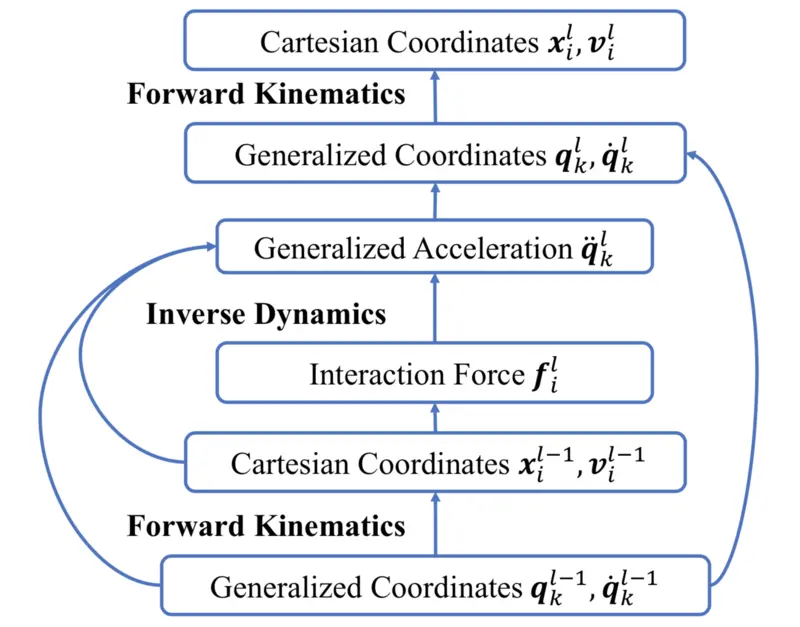 Cartesian Coordinates $\boldsymbol{x}_i^l, \boldsymbol{v}_i^l$
Forward Kinematics
Generalized Coordinates $\boldsymbol{q}_k^l, \dot{\boldsymbol{q}}_k^l$
Generalized Acceleration $\ddot{\boldsymbol{q}}_k^l$
Inverse Dynamics
Interaction Force $\boldsymbol{f}_i^l$
Cartesian Coordinates $\boldsymbol{x}_i^{l-1}, \boldsymbol{v}_i^{l-1}$
Forward Kinematics
Generalized Coordinates $\boldsymbol{q}_k^{l-1}, \dot{\boldsymbol{q}}_k^{l-1}$